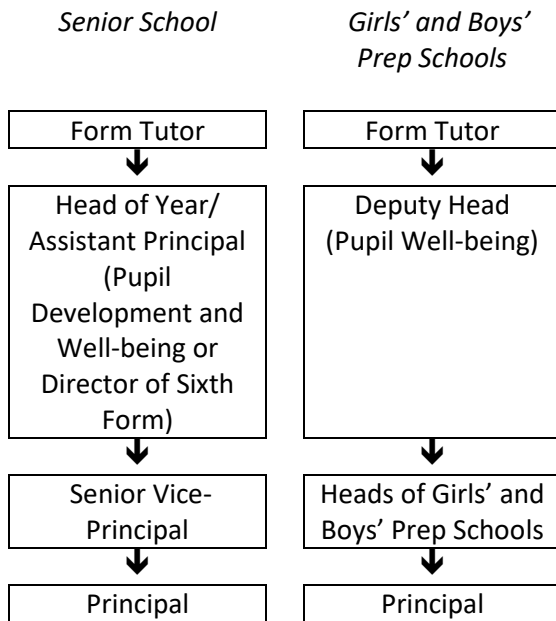 Senior School
Girls’ and Boys’
Prep Schools
Form Tutor
Form Tutor
Head of Year/
Assistant Principal
(Pupil
Development and
Well-being or
Director of Sixth
Form)
Deputy Head
(Pupil Well-being)
Senior Vice-
Principal
Heads of Girls’ and
Boys’ Prep Schools
Principal
Principal